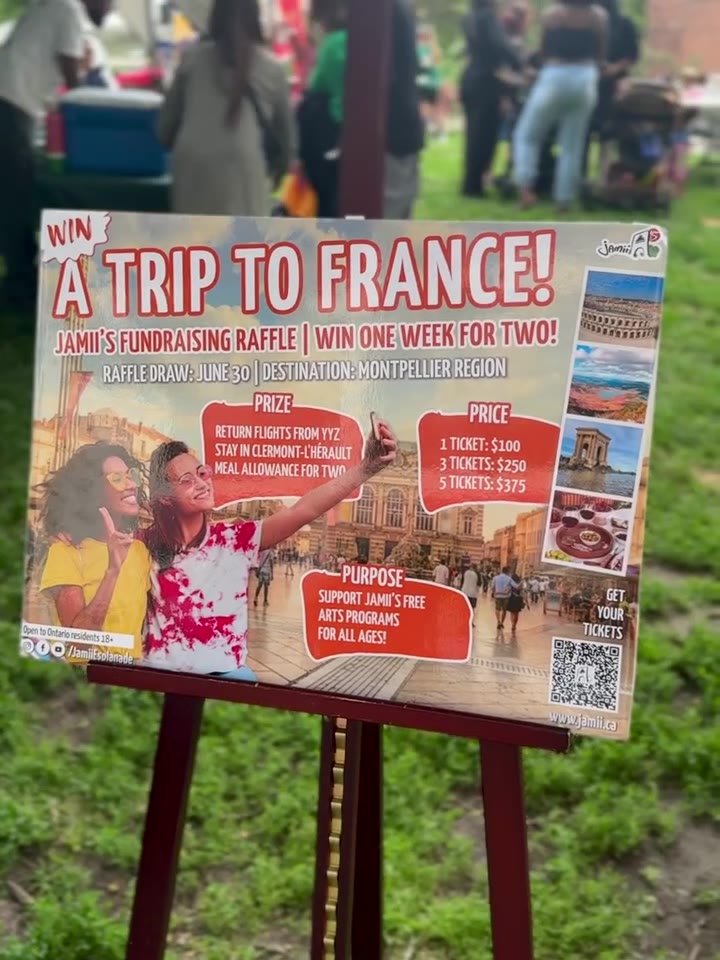 WIN
A TRIP TO FRANCE!
jamii
JAMII'S FUNDRAISING RAFFLE | WIN ONE WEEK FOR TWO!
RAFFLE DRAW: JUNE 30 | DESTINATION: MONTPELLIER REGION
PRIZE
RETURN FLIGHTS FROM YYZ
STAY IN CLERMONT-L'HÉRAULT
MEAL ALLOWANCE FOR TWO
PRICE
1 TICKET: $100
3 TICKETS: $250
5 TICKETS: $375
PURPOSE
SUPPORT JAMII'S FREE
ARTS PROGRAMS
FOR ALL AGES!
GET
YOUR
TICKETS
Open to Ontario residents 18+
/JamiiEsplanade
www.jamii.ca